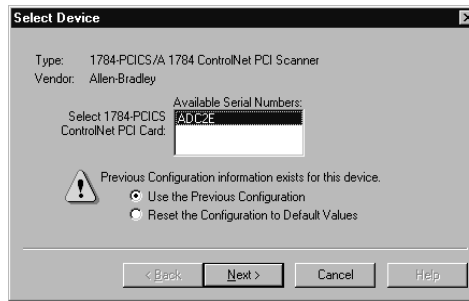 Select Device
Type: 1784-PCICS/A 1784 ControlNet PCI Scanner
Vendor: Allen-Bradley
Available Serial Numbers:
Select 1784-PCICS
ControlNet PCI Card:
ADC2E
Previous Configuration information exists for this device.
Use the Previous Configuration
Reset the Configuration to Default Values
< Back
Next >
Cancel
Help